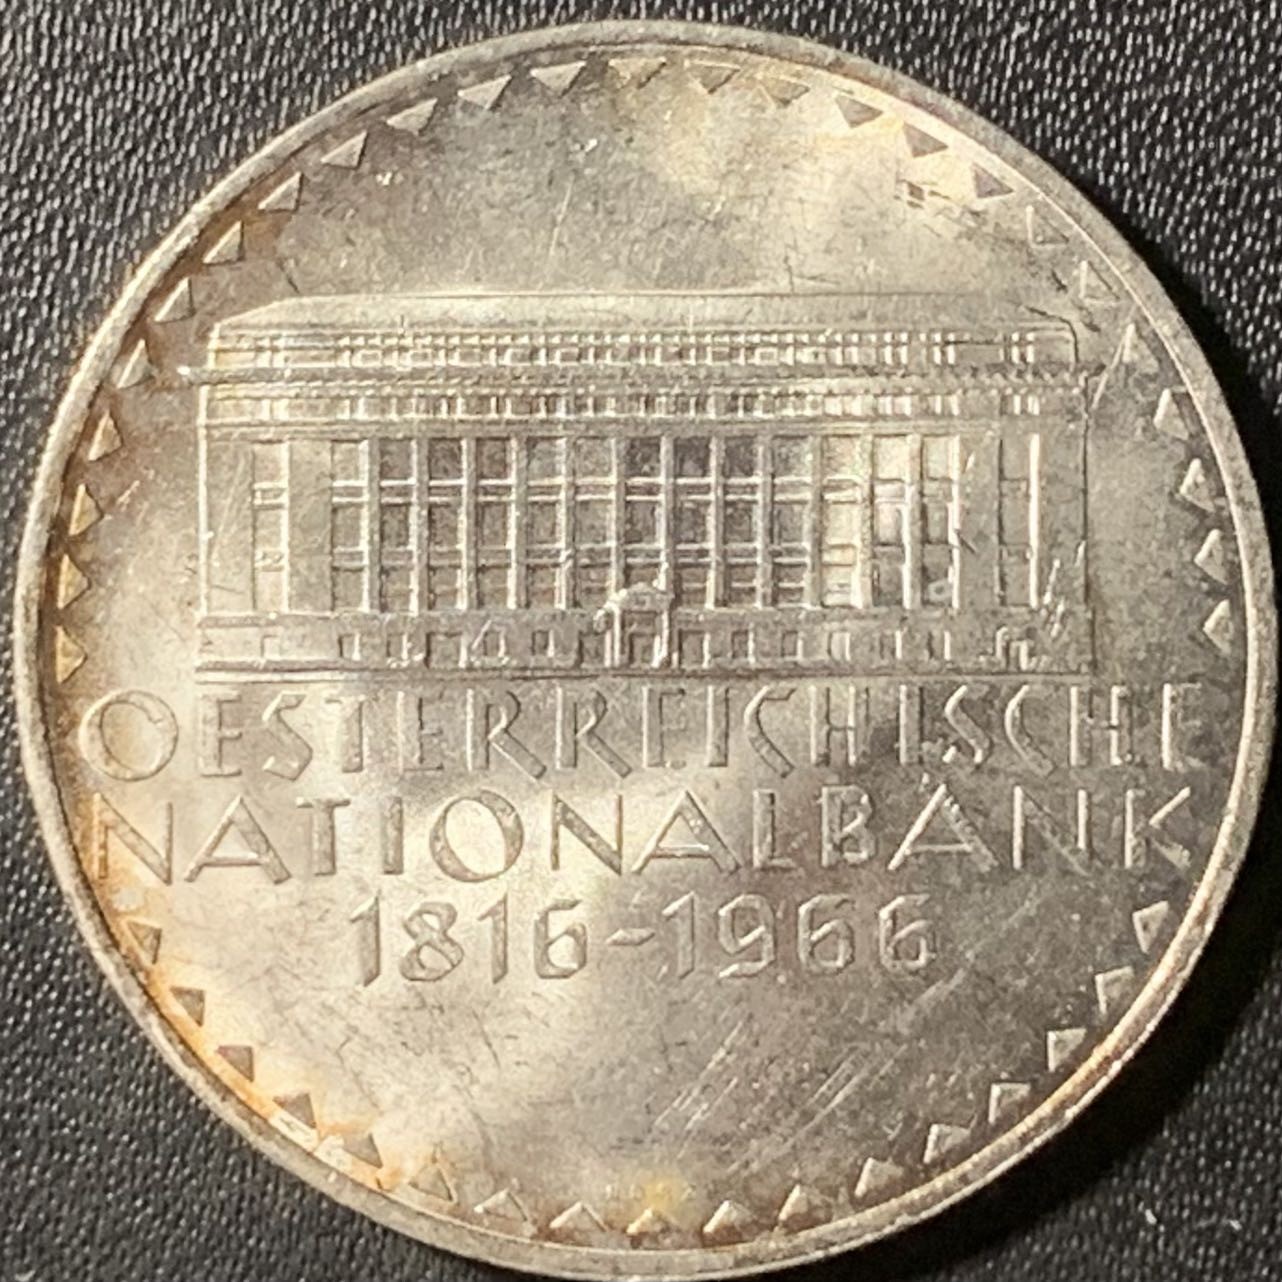 OESTERREICHISCHE
NATIONALBANK
1816-1966